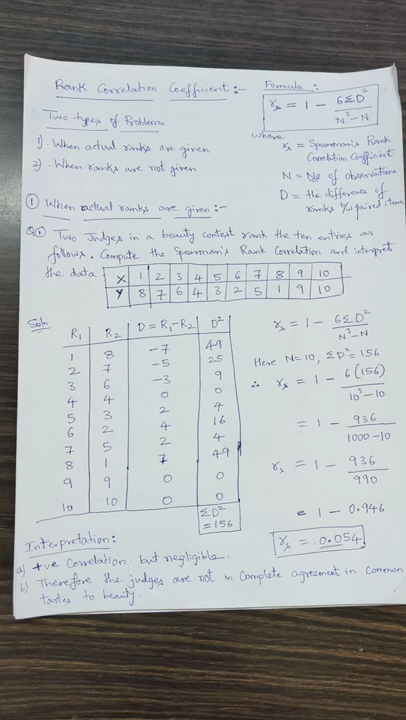 Rank Correlation Coefficient :-
Formula :
rₛ = 1 - 6ΣD² / N³-N
Two types of Problems
1). When actual ranks are given
2). When ranks are not given
Where
rₛ = Spearman's Rank
Correlation Coefficient
N = No of observations
D = the difference of
ranks b/w paired items
① When actual ranks are given :-
Q① Two Judges in a beauty contest rank the ten entries as
follows. Compute the Spearman's Rank Correlation and interpret
the data
X 1 2 3 4 5 6 7 8 9 10
Y 8 7 6 4 3 2 5 1 9 10
Soln
R₁ R₂ D = R₁-R₂ D²
1 8 -7 49
2 7 -5 25
3 6 -3 9
4 4 0 0
5 3 2 4
6 2 4 16
7 5 2 4
8 1 7 49
9 9 0 0
10 10 0 0
ΣD²
= 156
rₛ = 1 - 6ΣD² / N³-N
Here N=10, ΣD² = 156
∴ rₛ = 1 - 6(156) / 10³-10
= 1 - 936 / 1000-10
rₛ = 1 - 936 / 990
= 1 - 0.946
rₛ = 0.054
Interpretation:
a) +ve Correlation but negligible.
b) Therefore the judges are not in Complete agreement in Common
tastes to beauty.